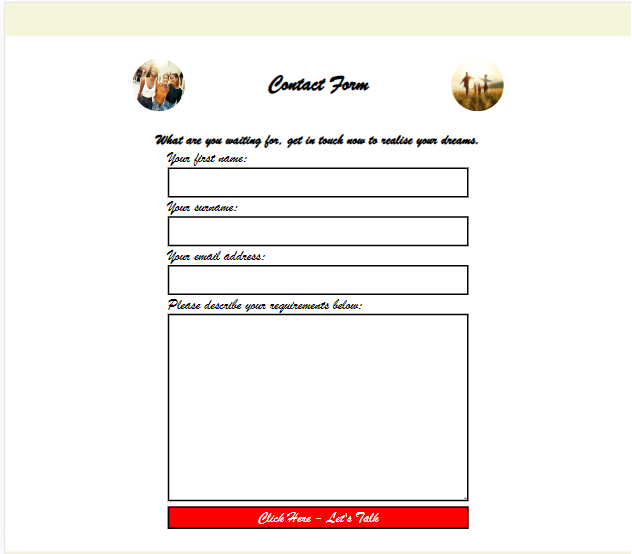 Contact Form
What are you waiting for, get in touch now to realise your dreams.
Your first name:
Your surname:
Your email address:
Please describe your requirements below:
Click Here - Let's Talk